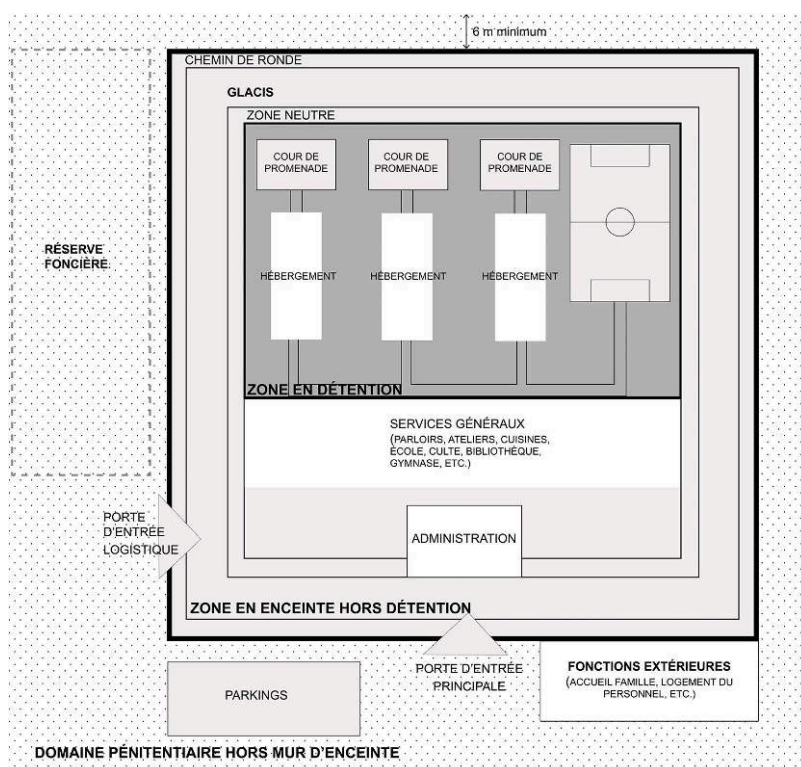 6 m minimum
CHEMIN DE RONDE
GLACIS
ZONE NEUTRE
COUR DE
PROMENADE
COUR DE
PROMENADE
COUR DE
PROMENADE
RÉSERVE
FONCIÈRE
HÉBERGEMENT
HÉBERGEMENT
HÉBERGEMENT
ZONE EN DÉTENTION
SERVICES GÉNÉRAUX
(PARLOIRS, ATELIERS, CUISINES,
ÉCOLE, CULTE, BIBLIOTHÈQUE,
GYMNASE, ETC.)
PORTE
D'ENTRÉE
LOGISTIQUE
ADMINISTRATION
ZONE EN ENCEINTE HORS DÉTENTION
PORTE D'ENTRÉE
PRINCIPALE
FONCTIONS EXTÉRIEURES
(ACCUEIL FAMILLE, LOGEMENT DU
PERSONNEL, ETC.)
PARKINGS
DOMAINE PÉNITENTIAIRE HORS MUR D'ENCEINTE